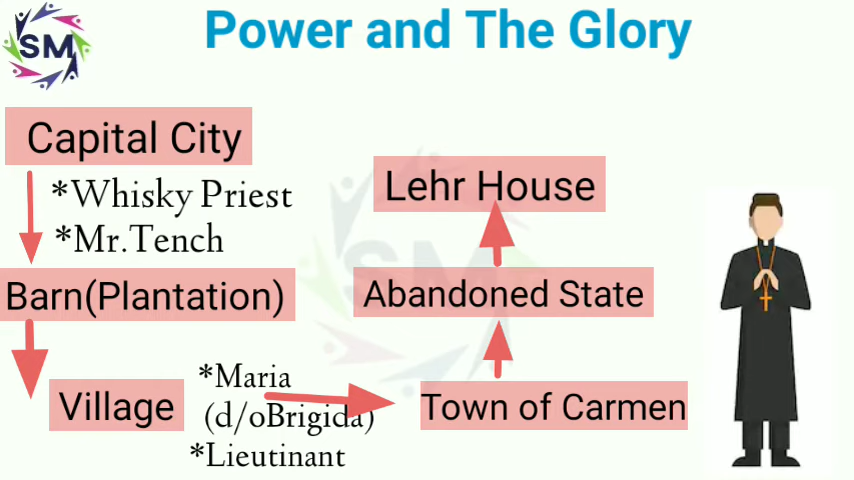 SM
Power and The Glory
Capital City
*Whisky Priest
*Mr.Tench
Barn(Plantation)
Village
*Maria
(d/oBrigida)
*Lieutinant
Lehr House
SM
Abandoned State
Town of Carmen